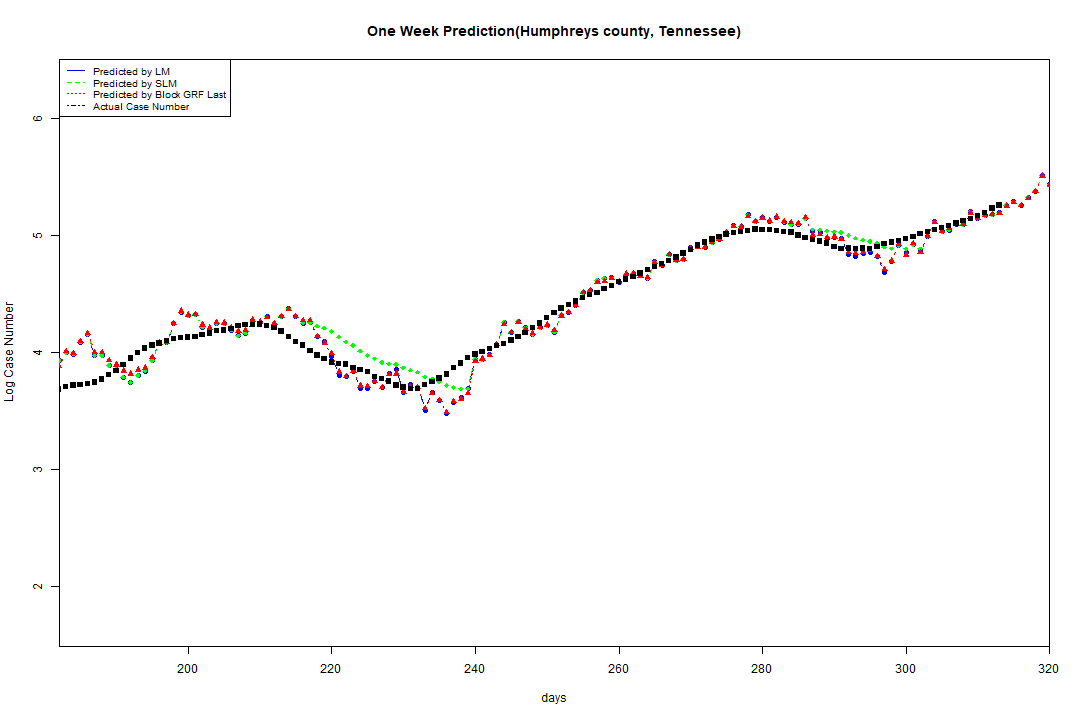 One Week Prediction(Humphreys county, Tennessee)
Predicted by LM
Predicted by SLM
Predicted by Block GRF Last
Actual Case Number
6
5
4
3
2
Log Case Number
200 220 240 260 280 300 320
days